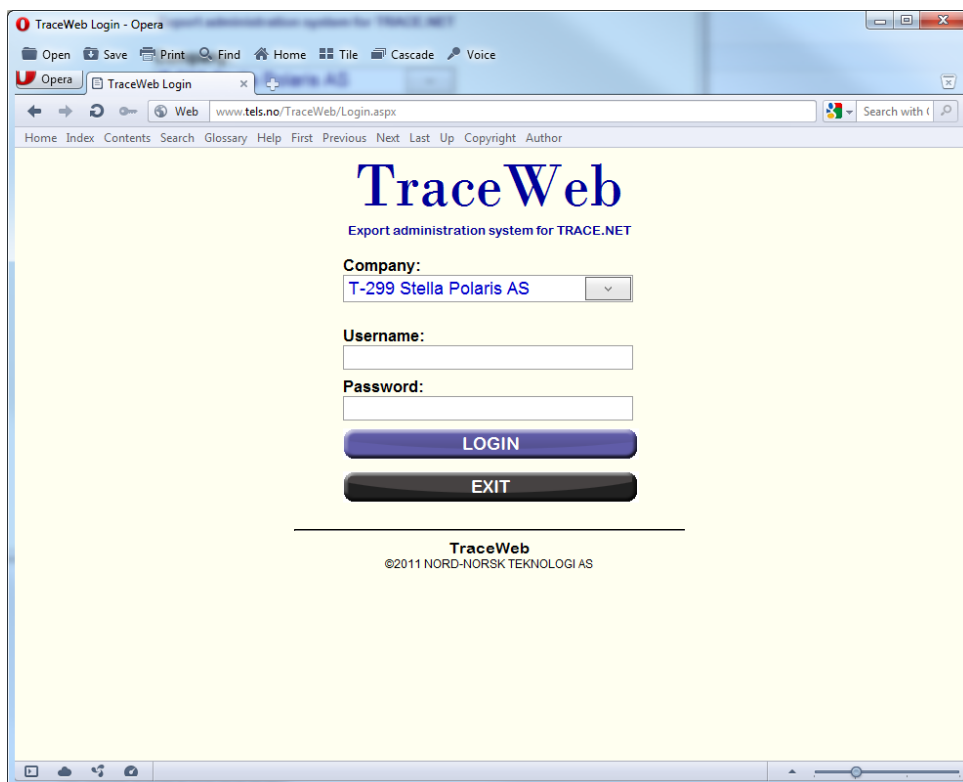 TraceWeb Login - Opera
Open Save Print Find Home Tile Cascade Voice
Opera TraceWeb Login
Web www.tels.no/TraceWeb/Login.aspx Search with
Home Index Contents Search Glossary Help First Previous Next Last Up Copyright Author
TraceWeb
Export administration system for TRACE.NET
Company:
T-299 Stella Polaris AS
Username:
Password:
LOGIN
EXIT
TraceWeb
©2011 NORD-NORSK TEKNOLOGI AS